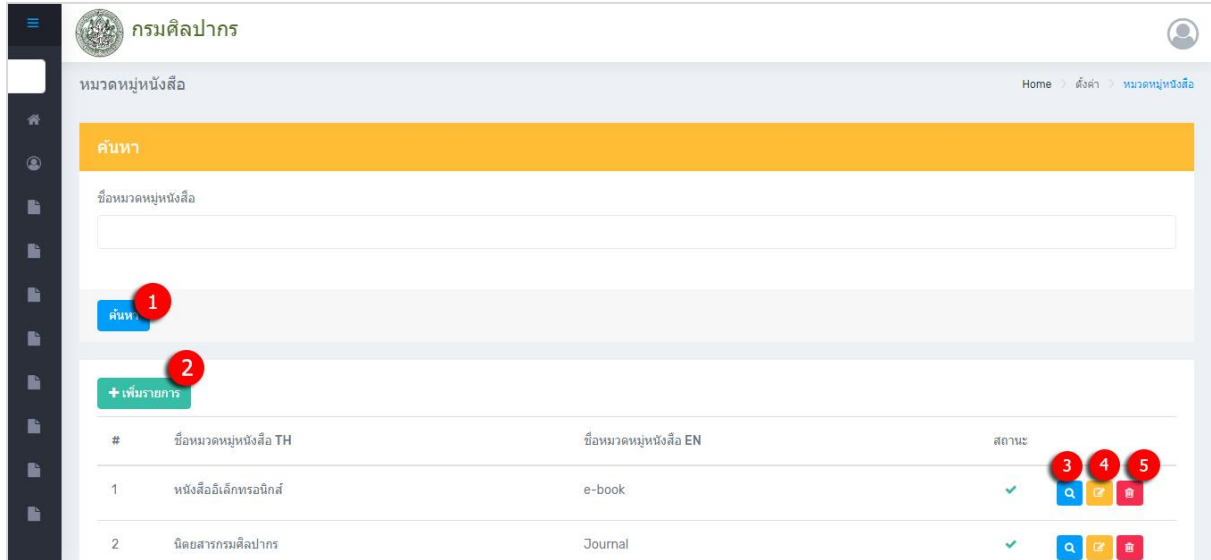 กรมศิลปากร
หมวดหมู่หนังสือ
Home > ตั้งค่า > หมวดหมู่หนังสือ
ค้นหา
ชื่อหมวดหมู่หนังสือ
ค้นหา 1
2
+ เพิ่มรายการ
# ชื่อหมวดหมู่หนังสือ TH ชื่อหมวดหมู่หนังสือ EN สถานะ
3 4 5
1 หนังสืออิเล็กทรอนิกส์ e-book
2 นิตยสารกรมศิลปากร Journal